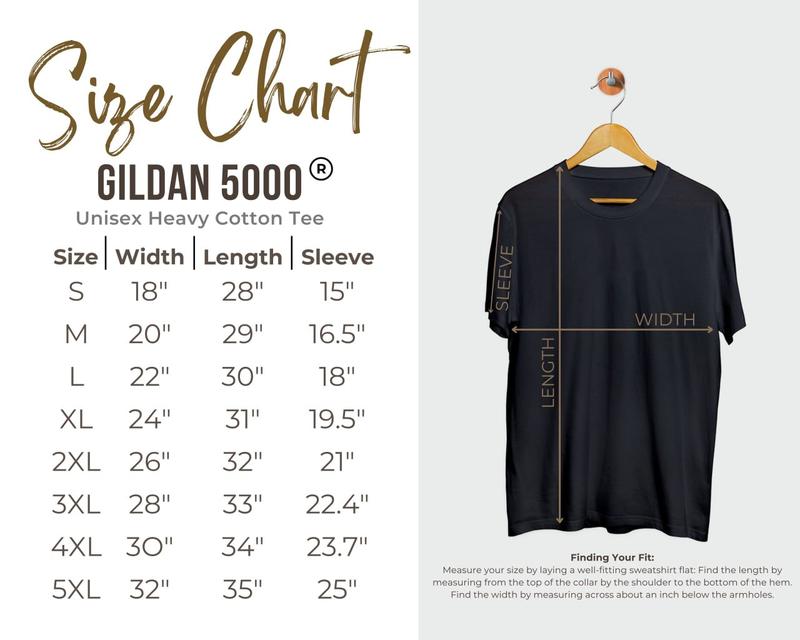 Size Chart
GILDAN 5000 ®
Unisex Heavy Cotton Tee
Size Width Length Sleeve
S 18" 28" 15"
M 20" 29" 16.5"
L 22" 30" 18"
XL 24" 31" 19.5"
2XL 26" 32" 21"
3XL 28" 33" 22.4"
4XL 30" 34" 23.7"
5XL 32" 35" 25"
SLEEVE
WIDTH
LENGTH
Finding Your Fit:
Measure your size by laying a well-fitting sweatshirt flat: Find the length by
measuring from the top of the collar by the shoulder to the bottom of the hem.
Find the width by measuring across about an inch below the armholes.